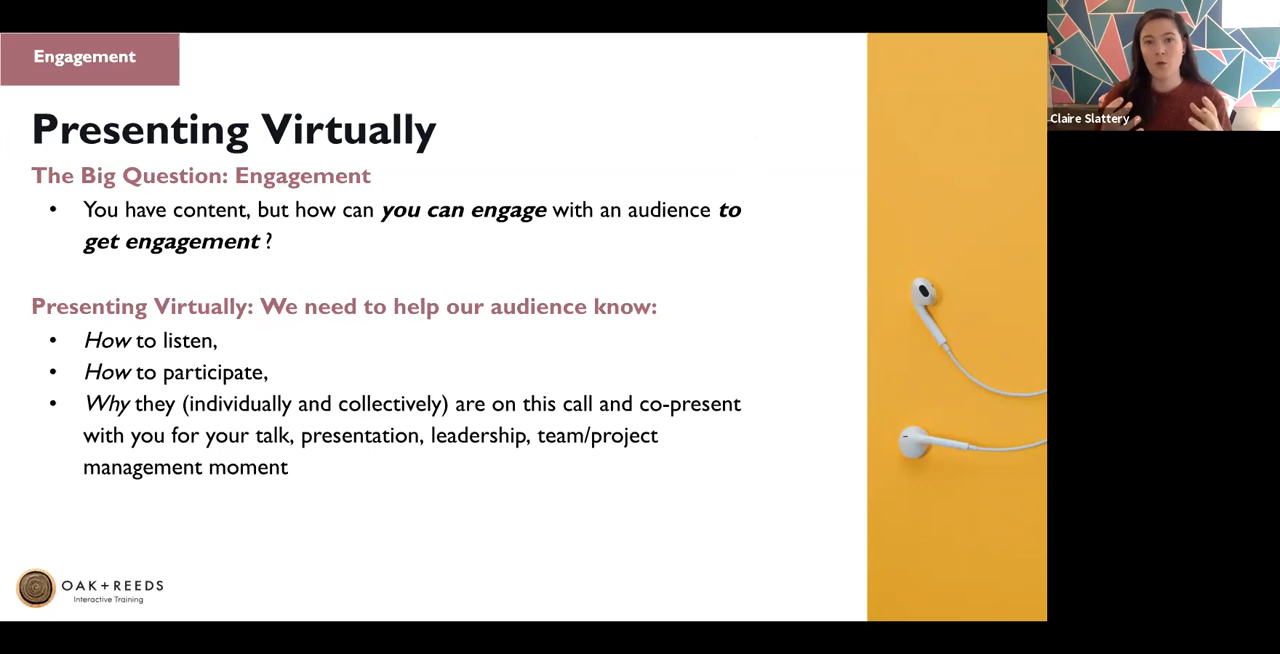 Engagement
Claire Slattery
Presenting Virtually
The Big Question: Engagement
• You have content, but how can you can engage with an audience to
get engagement ?
Presenting Virtually: We need to help our audience know:
• How to listen,
• How to participate,
• Why they (individually and collectively) are on this call and co-present
with you for your talk, presentation, leadership, team/project
management moment
OAK+REEDS
Interactive Training